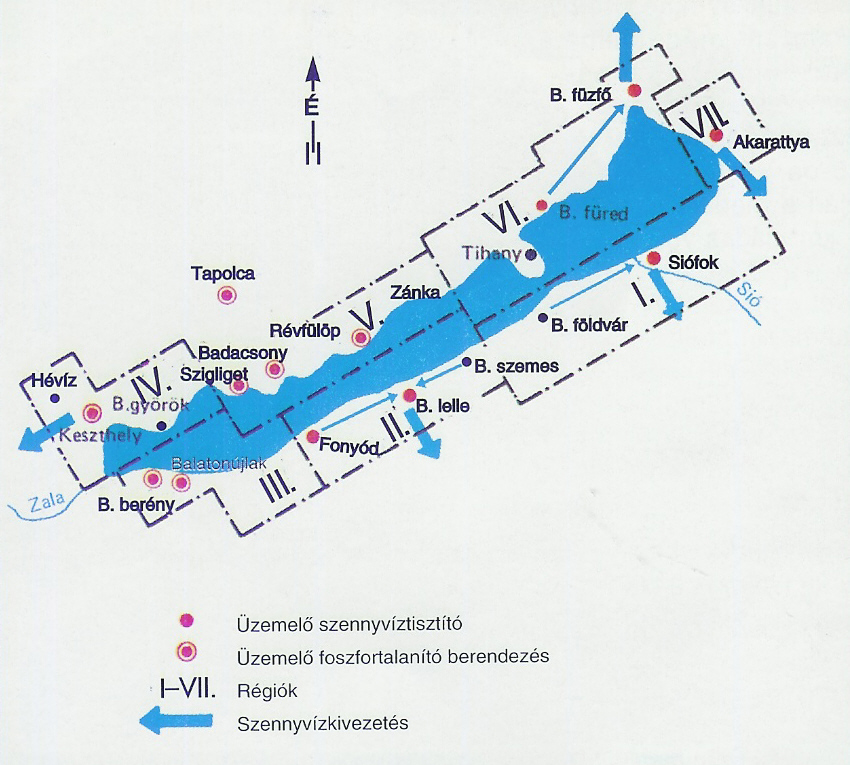 É
B. fűzfő
VII.
Akarattya
VI.
B. füred
Tihany
Siófok
Sió
I.
B. földvár
Tapolca
Zánka
V.
Révfülöp
Badacsony
Szigliget
B. szemes
Hévíz
IV.
B.györök
B. lelle
II.
Keszthely
Fonyód
Balatonújlak
III.
B. berény
Zala
Üzemelő szennyvíztisztító
Üzemelő foszfortalanító berendezés
I–VII. Régiók
Szennyvízkivezetés